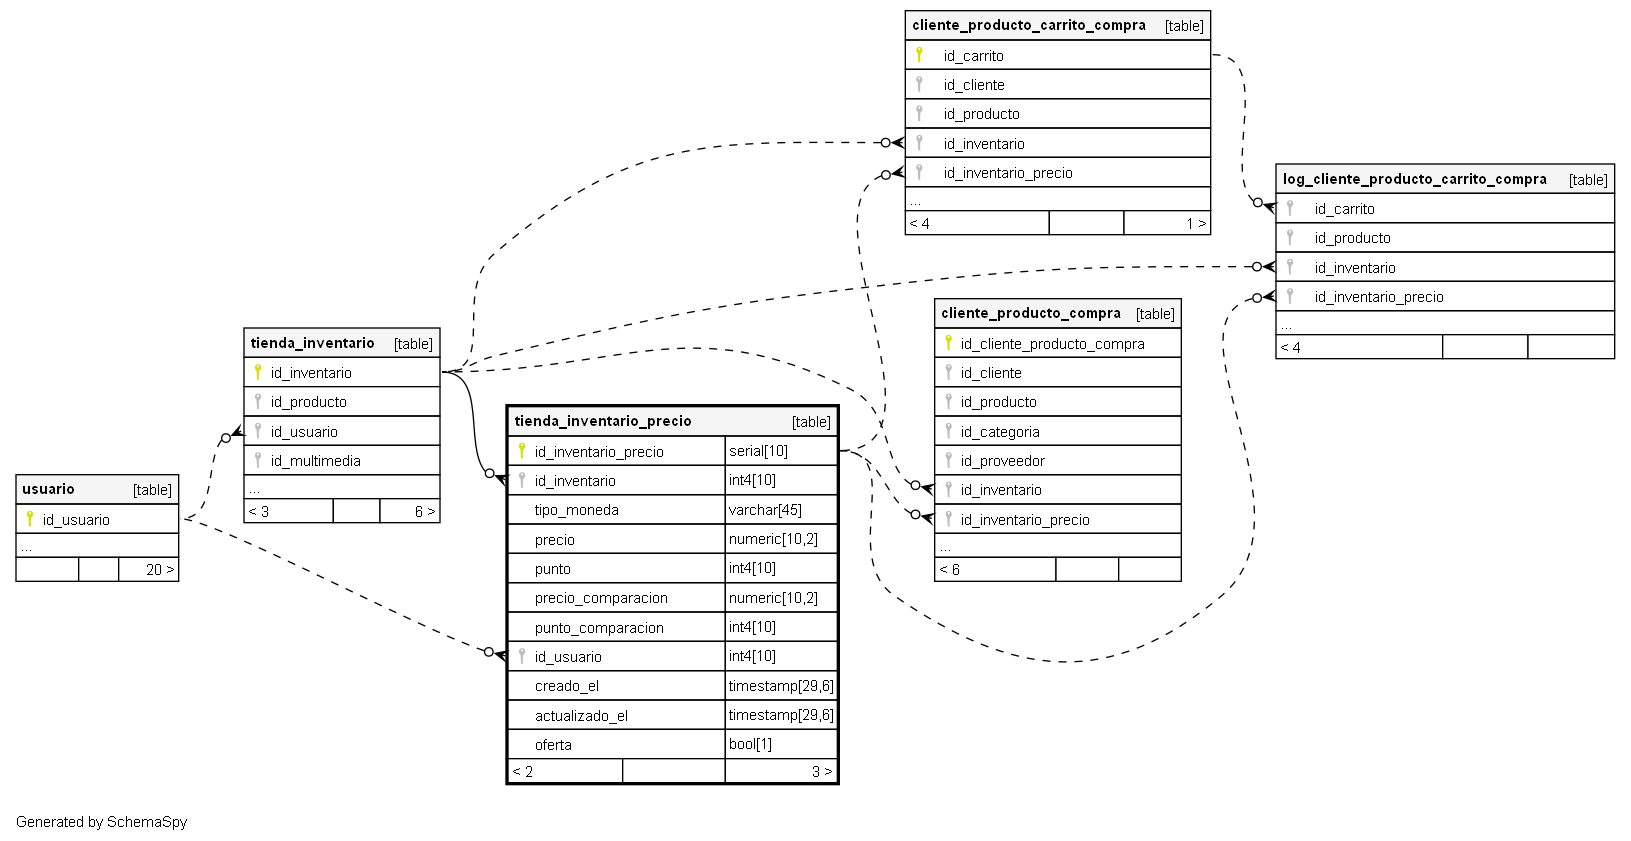 cliente_producto_carrito_compra [table]
id_carrito
id_cliente
id_producto
id_inventario
id_inventario_precio
...
< 4 1 >
log_cliente_producto_carrito_compra [table]
id_carrito
id_producto
id_inventario
id_inventario_precio
...
< 4
cliente_producto_compra [table]
id_cliente_producto_compra
id_cliente
id_producto
id_categoria
id_proveedor
id_inventario
id_inventario_precio
...
< 6
tienda_inventario [table]
id_inventario
id_producto
id_usuario
id_multimedia
...
< 3 6 >
tienda_inventario_precio [table]
id_inventario_precio serial[10]
id_inventario int4[10]
tipo_moneda varchar[45]
precio numeric[10,2]
punto int4[10]
precio_comparacion numeric[10,2]
punto_comparacion int4[10]
id_usuario int4[10]
creado_el timestamp[29,6]
actualizado_el timestamp[29,6]
oferta bool[1]
< 2 3 >
usuario [table]
id_usuario
...
20 >
Generated by SchemaSpy